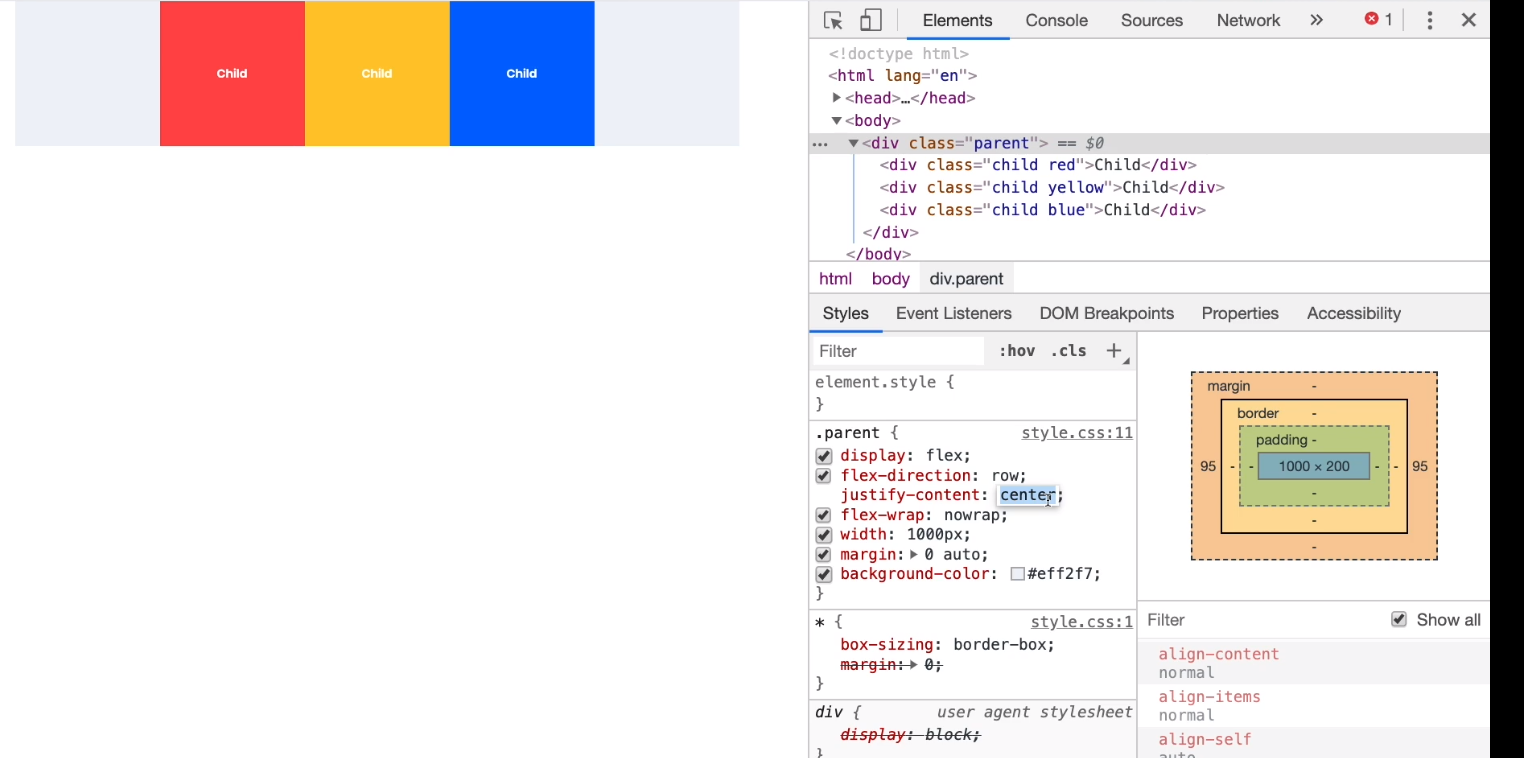 Child Child Child
Elements Console Sources Network » 1
<!doctype html>
<html lang="en">
<head>…</head>
<body>
… <div class="parent"> == $0
<div class="child red">Child</div>
<div class="child yellow">Child</div>
<div class="child blue">Child</div>
</div>
</body>
html body div.parent
Styles Event Listeners DOM Breakpoints Properties Accessibility
Filter :hov .cls +
element.style {
}
.parent { style.css:11
display: flex;
flex-direction: row;
justify-content: center;
flex-wrap: nowrap;
width: 1000px;
margin: 0 auto;
background-color: #eff2f7;
}
* { style.css:1
box-sizing: border-box;
margin: 0;
}
div { user agent stylesheet
display: block;
}
margin -
border -
padding -
95 - - 1000 × 200 - - 95
-
-
-
Filter Show all
align-content
normal
align-items
normal
align-self
auto